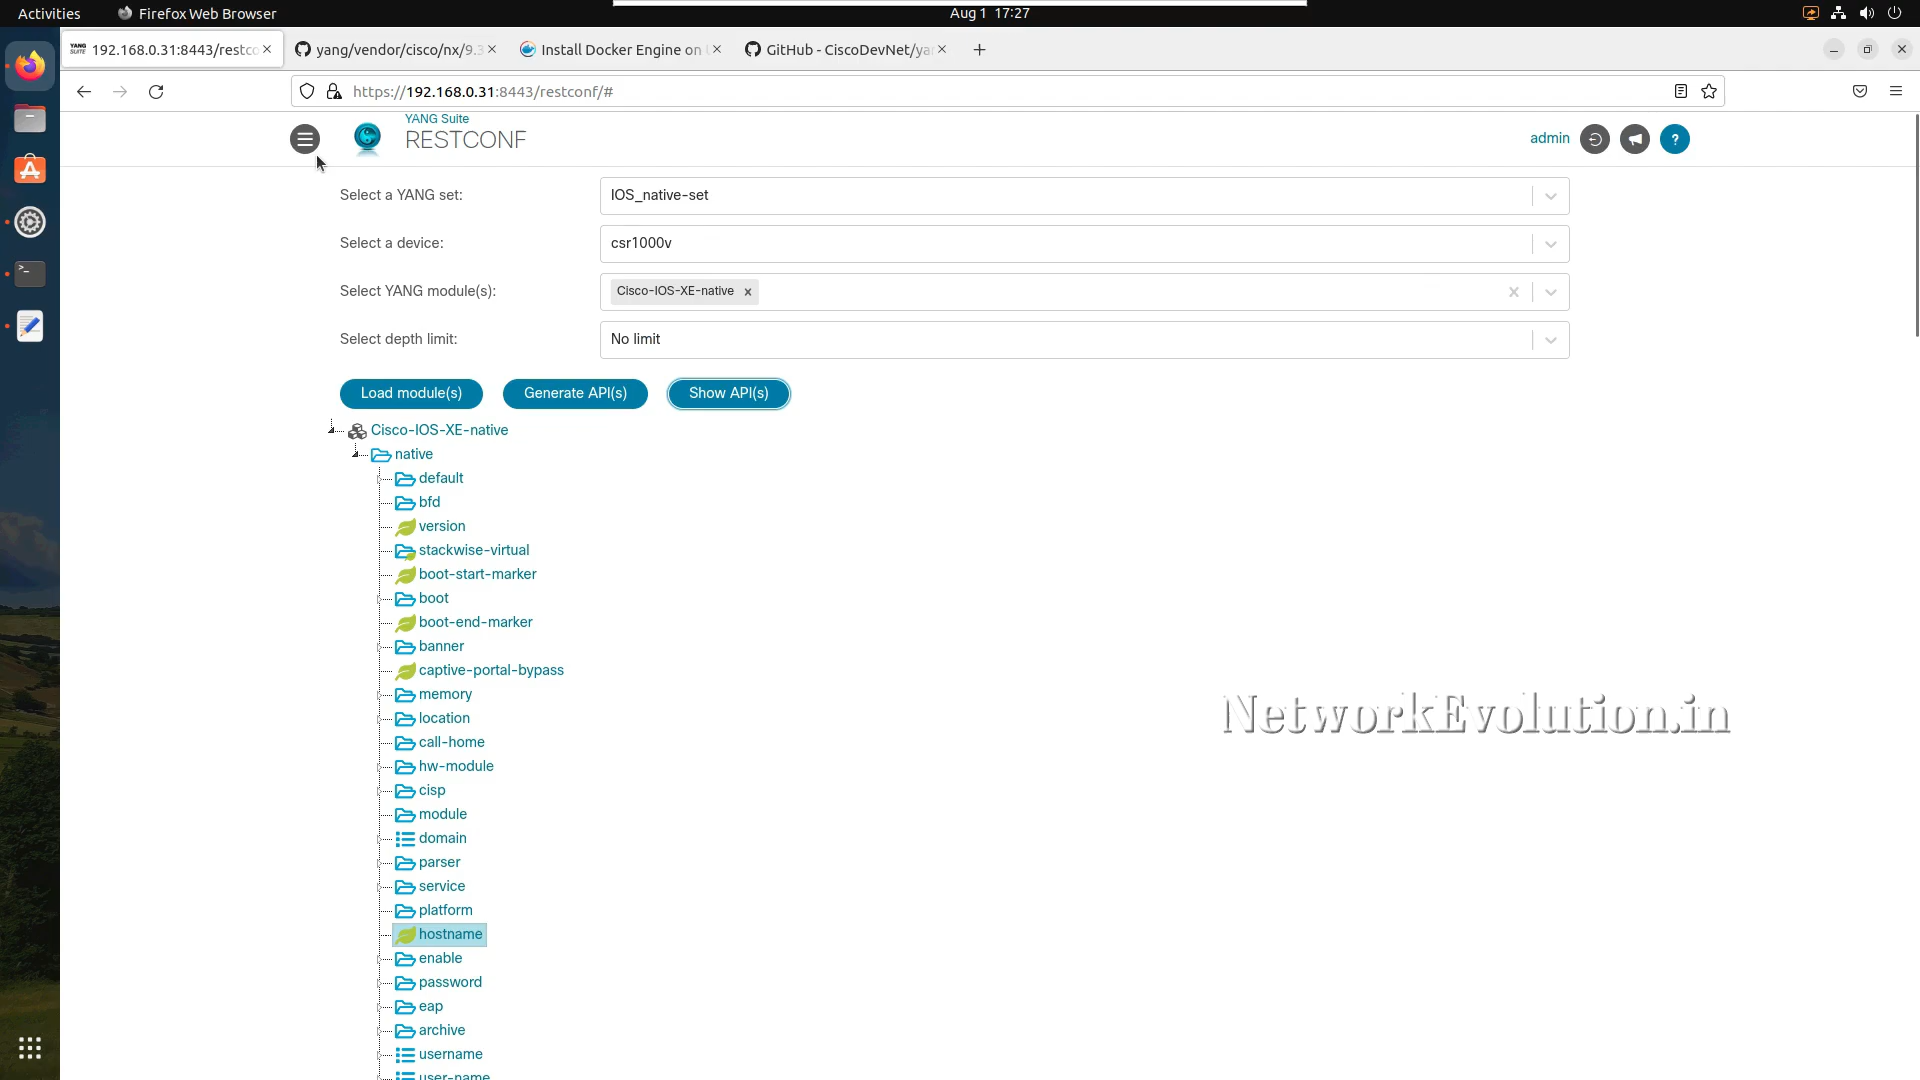 Activities
Firefox Web Browser
Aug 1 17:27
192.168.0.31:8443/restco
yang/vendor/cisco/nx/9.3
Install Docker Engine on
GitHub - CiscoDevNet/ya
https://192.168.0.31:8443/restconf/#
YANG Suite
RESTCONF
admin
?
Select a YANG set:
IOS_native-set
Select a device:
csr1000v
Select YANG module(s):
Cisco-IOS-XE-native
Select depth limit:
No limit
Load module(s)
Generate API(s)
Show API(s)
Cisco-IOS-XE-native
native
default
bfd
version
stackwise-virtual
boot-start-marker
boot
boot-end-marker
banner
captive-portal-bypass
memory
location
call-home
hw-module
cisp
module
domain
parser
service
platform
hostname
enable
password
eap
archive
username
user-name
NetworkEvolution.in